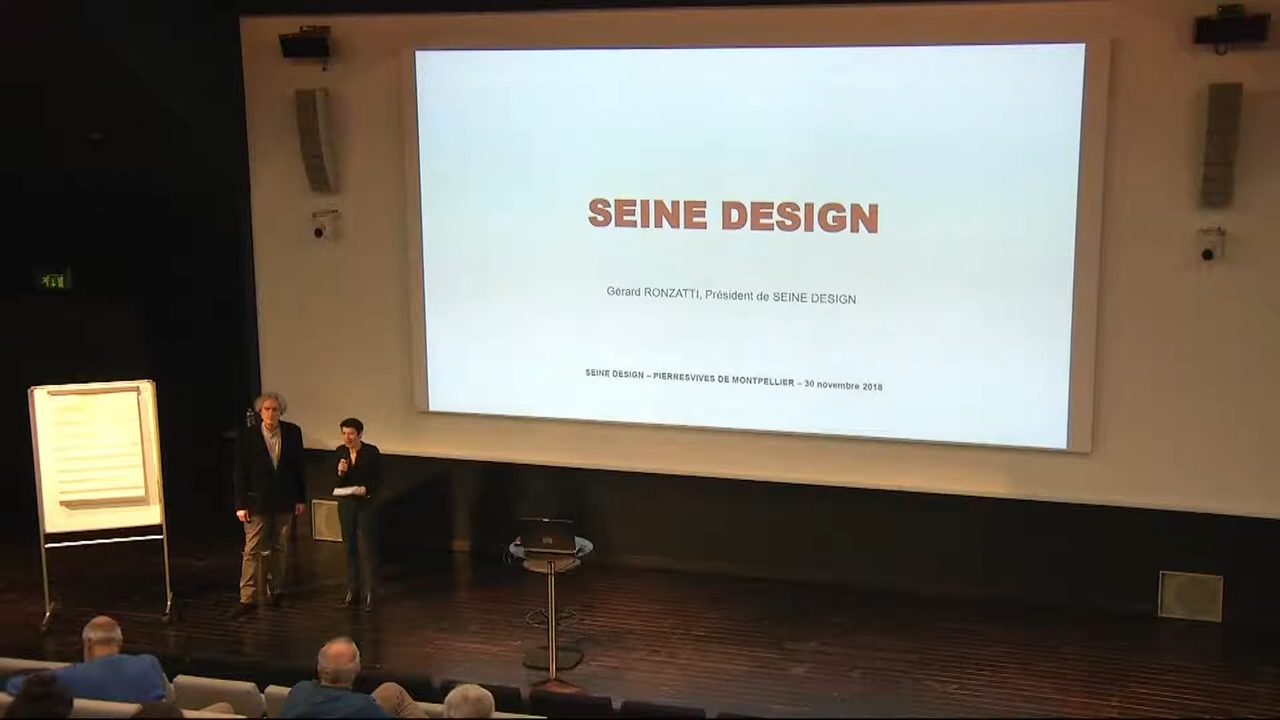 SEINE DESIGN
Gérard RONZATTI, Président de SEINE DESIGN
SEINE DESIGN – PIERRESVIVES DE MONTPELLIER – 30 novembre 2018